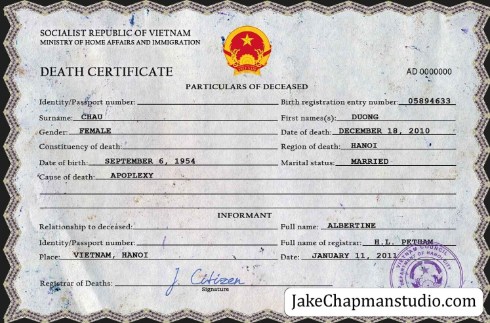 SOCIALIST REPUBLIC OF VIETNAM
MINISTRY OF HOME AFFAIRS AND IMMIGRATION
DEATH CERTIFICATE
AD 0000000
PARTICULARS OF DECEASED
Identity/Passport number: Birth registration entry number: 05894633
Surname: CHAU First names(s): DUONG
Gender: FEMALE Date of death: DECEMBER 18, 2010
Constituency of death: Region of death: HANOI
Date of birth: SEPTEMBER 6, 1954 Marital status: MARRIED
Cause of death: APOPLEXY
INFORMANT
Relationship to deceased: Full name: ALBERTINE
Identity/Passport number: Full name of registrar: H.L. PETHAM
Place: VIETNAM, HANOI Date: JANUARY 11, 2011
Registrar of Deaths: J. Citizen
Signature
VIETNAM COUNCIL
JakeChapmanstudio.com